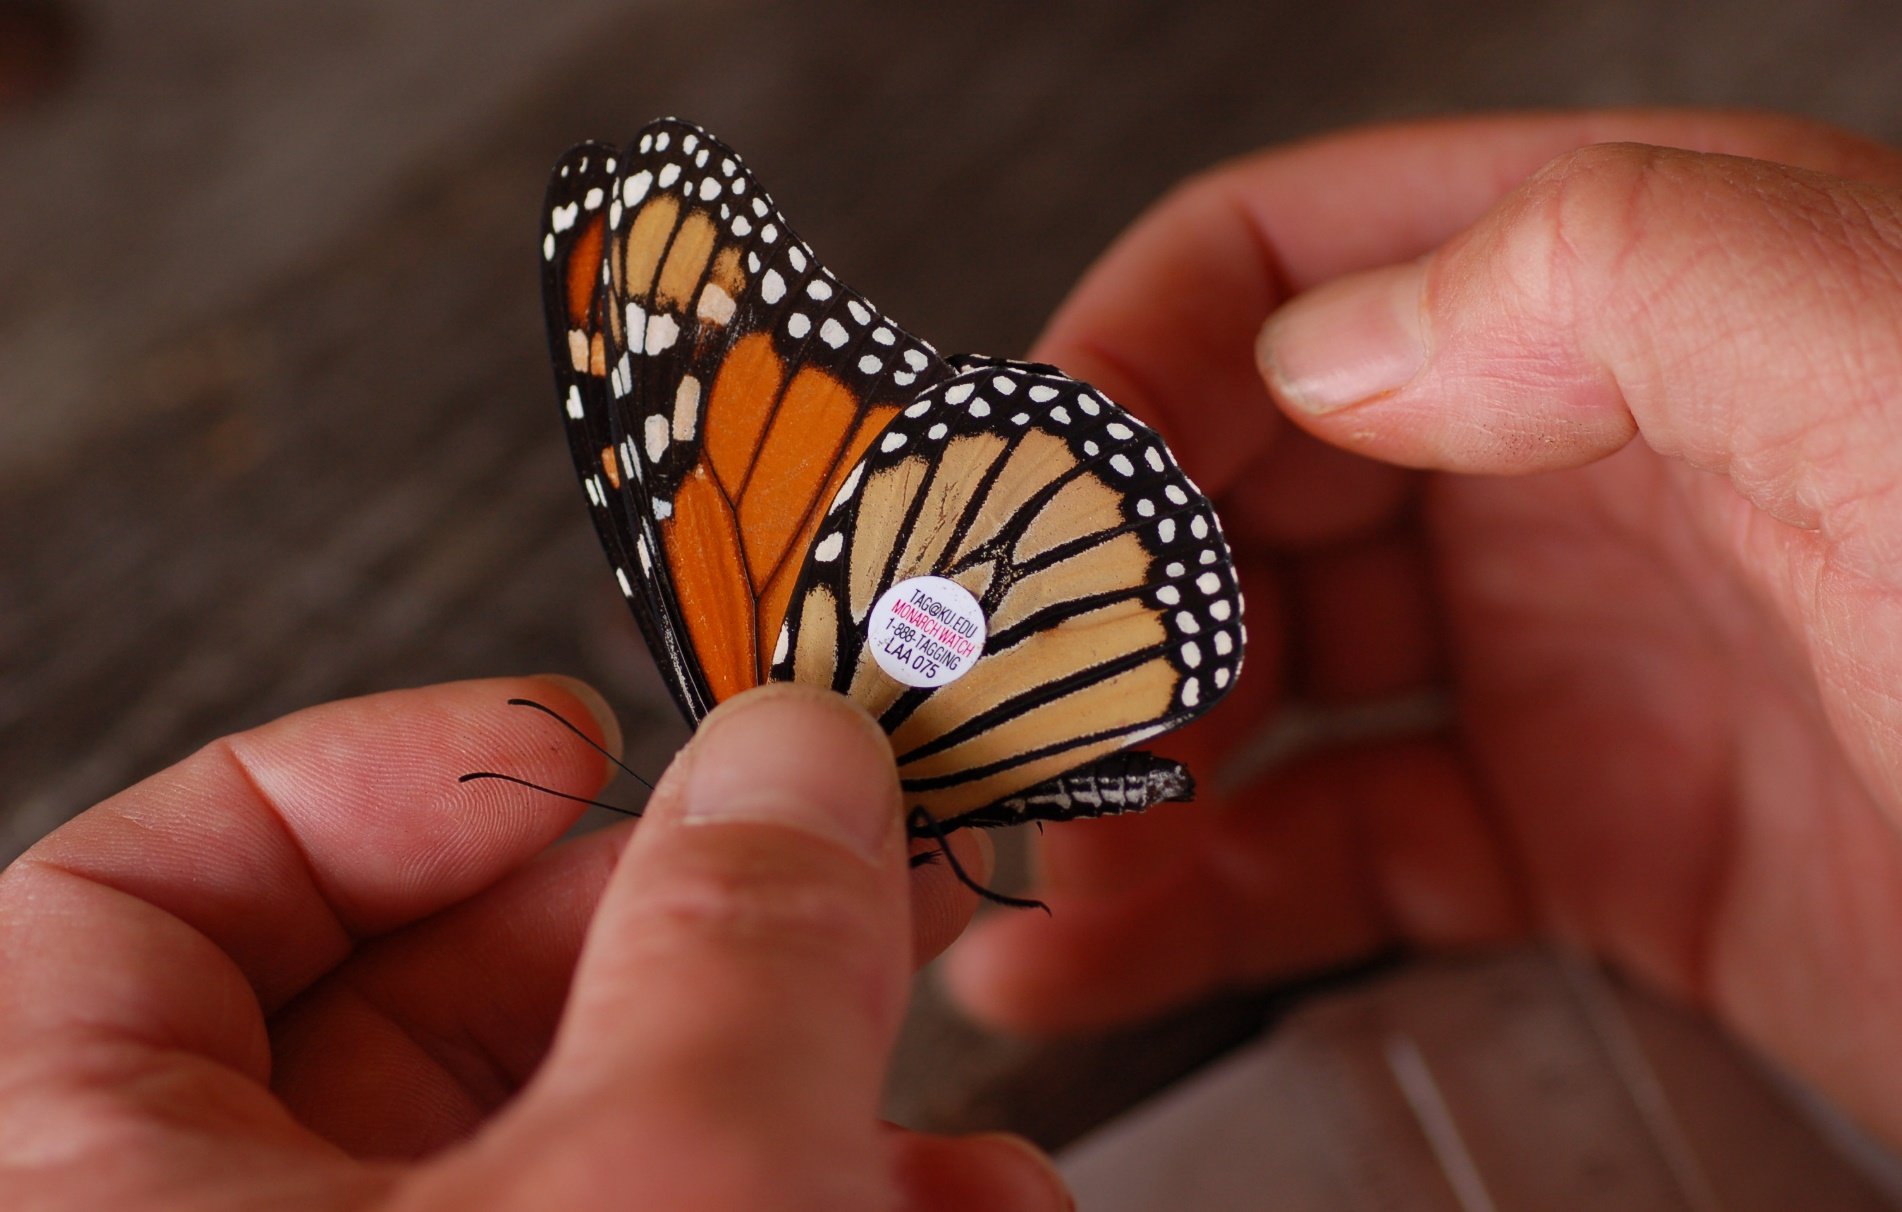 TAG@KU.EDU
MONARCH WATCH
1-888-TAGGING
LAA 075